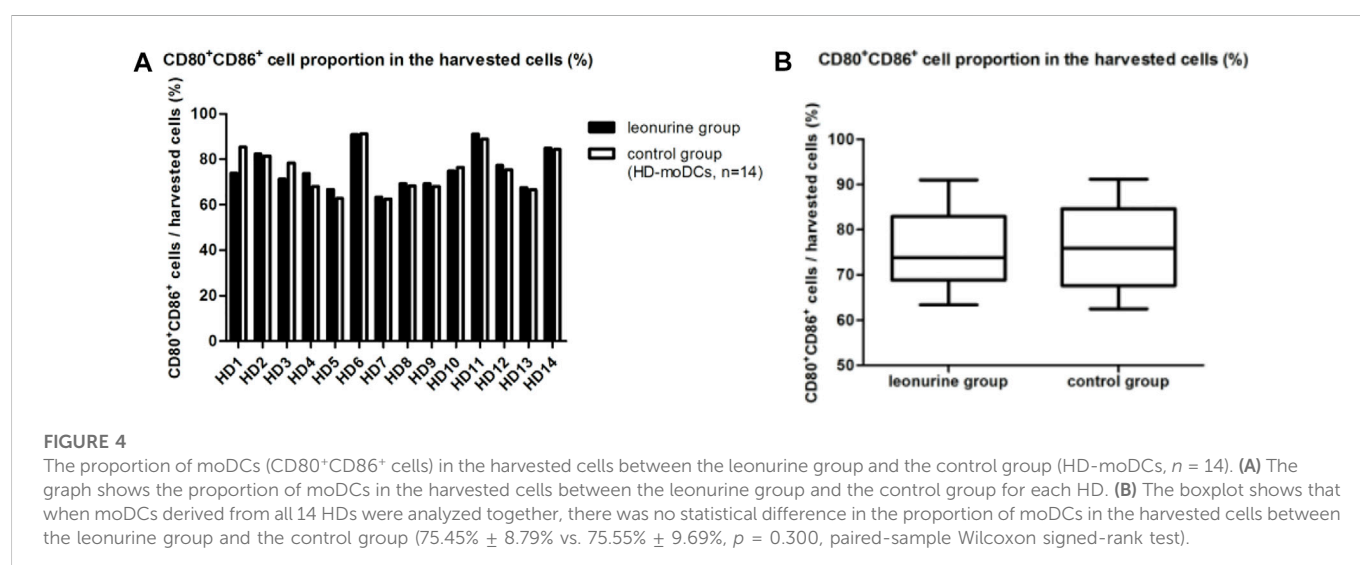 A CD80⁺CD86⁺ cell proportion in the harvested cells (%)
CD80⁺CD86⁺ cells / harvested cells (%)
100
80
60
40
20
0
HD1 HD2 HD3 HD4 HD5 HD6 HD7 HD8 HD9 HD10 HD11 HD12 HD13 HD14
leonurine group
control group
(HD-moDCs, n=14)
B CD80⁺CD86⁺ cell proportion in the harvested cells (%)
CD80⁺CD86⁺ cells / harvested cells (%)
100
90
80
70
60
50
leonurine group control group
FIGURE 4
The proportion of moDCs (CD80⁺CD86⁺ cells) in the harvested cells between the leonurine group and the control group (HD-moDCs, n = 14). (A) The
graph shows the proportion of moDCs in the harvested cells between the leonurine group and the control group for each HD. (B) The boxplot shows that
when moDCs derived from all 14 HDs were analyzed together, there was no statistical difference in the proportion of moDCs in the harvested cells between
the leonurine group and the control group (75.45% ± 8.79% vs. 75.55% ± 9.69%, p = 0.300, paired-sample Wilcoxon signed-rank test).